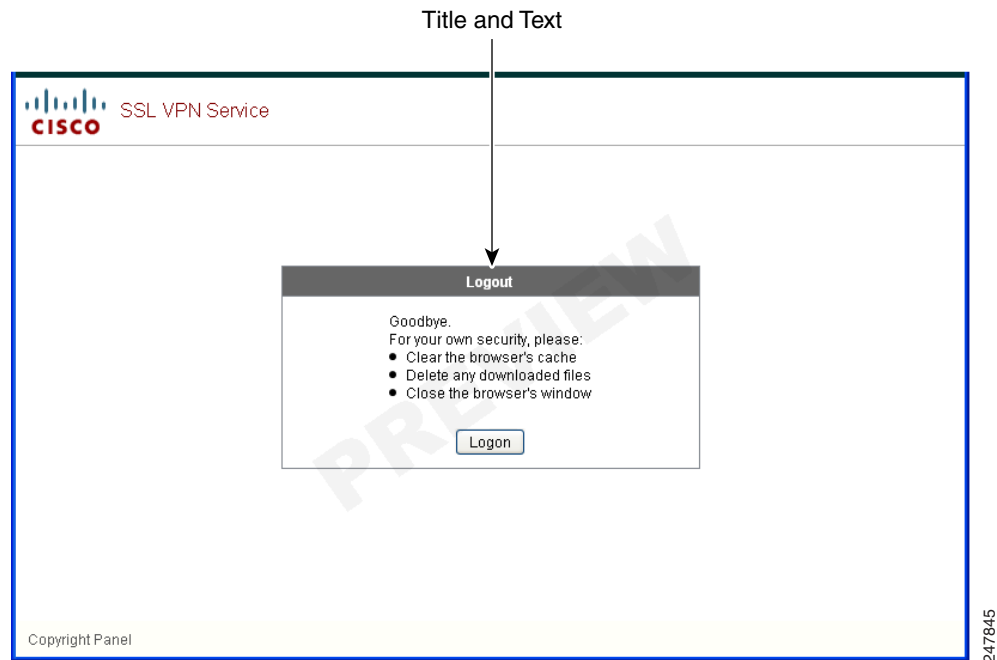 Title and Text
CISCO
SSL VPN Service
Logout
Goodbye.
For your own security, please:
● Clear the browser's cache
● Delete any downloaded files
● Close the browser's window
Logon
PREVIEW
Copyright Panel
247845